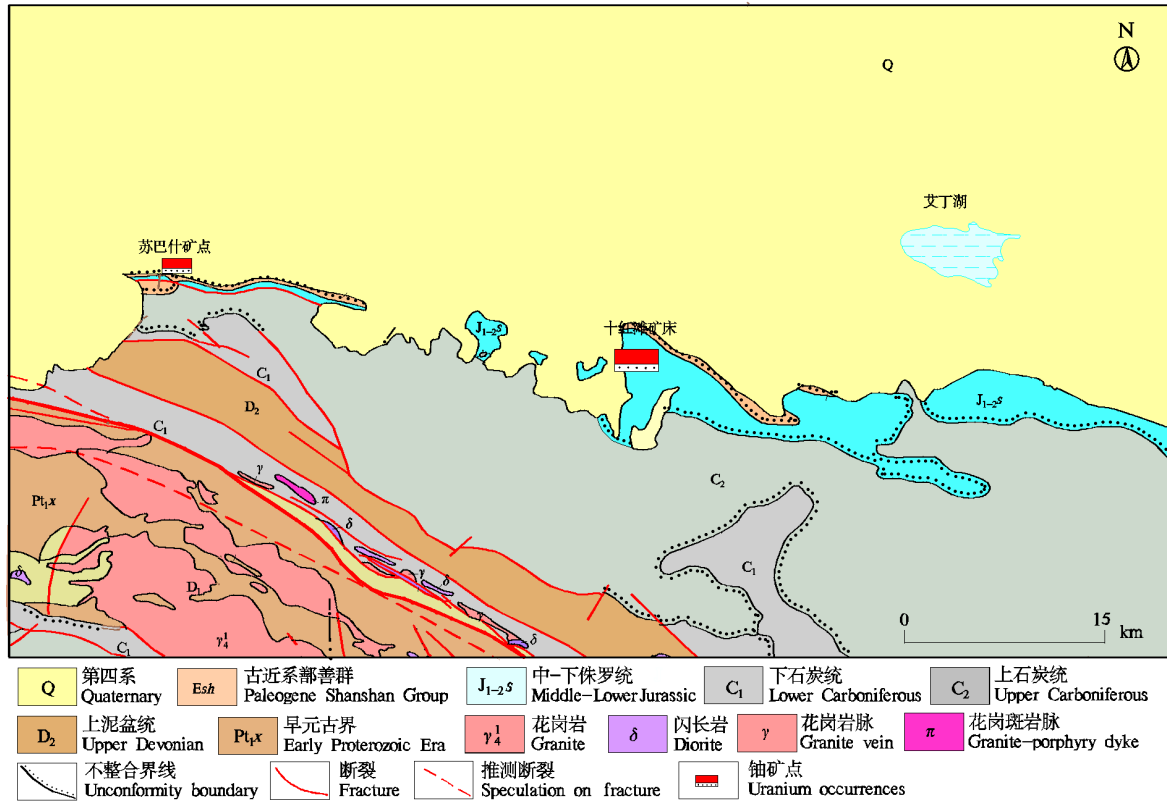 N
Q
艾丁湖
苏巴什矿点
J₁₋₂s
十红滩矿床
C₁
D₂
J₁₋₂s
C₁
γ
C₂
Pt₁x
π
δ
C₁
δ
γ
δ
D₁
γ
δ
C₁
γ₄¹
0 15
km
Q 第四系 Esh 古近系鄯善群 J₁₋₂s 中-下侏罗统 C₁ 下石炭统 C₂ 上石炭统
Quaternary Paleogene Shanshan Group Middle-Lower Jurassic Lower Carboniferous Upper Carboniferous
D₂ 上泥盆统 Pt₁x 早元古界 γ₄¹ 花岗岩 δ 闪长岩 γ 花岗岩脉 π 花岗斑岩脉
Upper Devonian Early Proterozoic Era Granite Diorite Granite vein Granite-porphyry dyke
不整合界线 断裂 推测断裂 铀矿点
Unconformity boundary Fracture Speculation on fracture Uranium occurrences